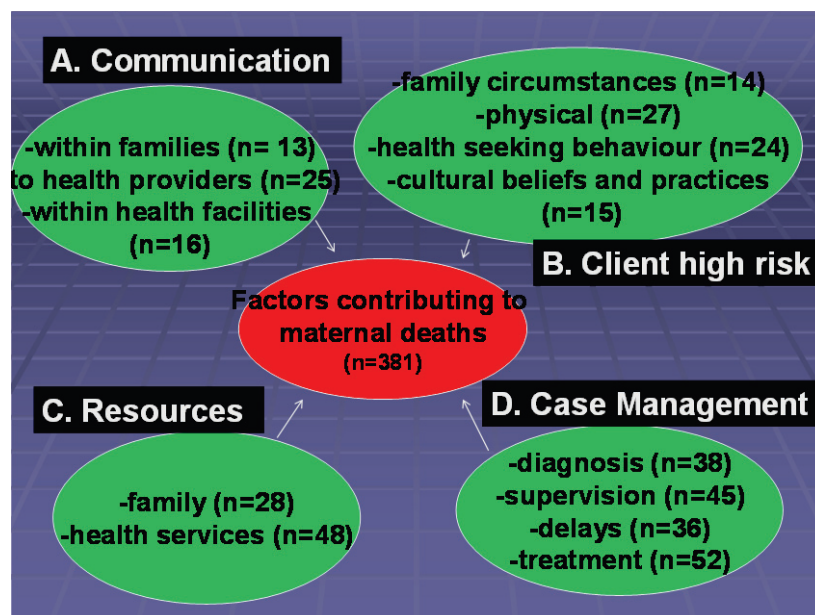 A. Communication
-within families (n= 13)
to health providers (n=25)
-within health facilities
(n=16)
-family circumstances (n=14)
-physical (n=27)
-health seeking behaviour (n=24)
-cultural beliefs and practices
(n=15)
B. Client high risk
Factors contributing to
maternal deaths
(n=381)
C. Resources
-family (n=28)
-health services (n=48)
D. Case Management
-diagnosis (n=38)
-supervision (n=45)
-delays (n=36)
-treatment (n=52)